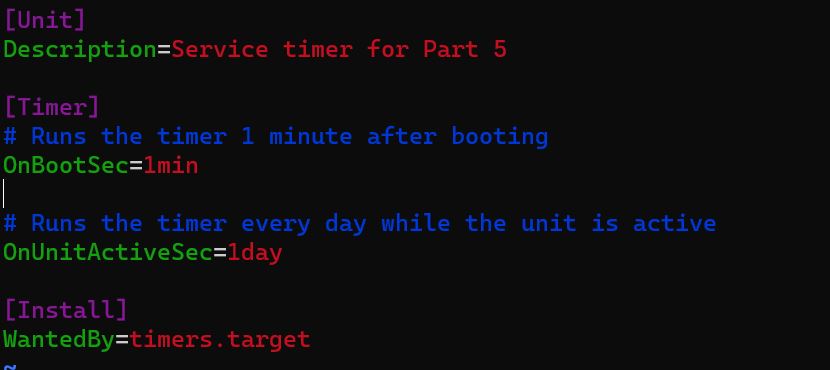 [Unit]
Description=Service timer for Part 5
[Timer]
# Runs the timer 1 minute after booting
OnBootSec=1min
# Runs the timer every day while the unit is active
OnUnitActiveSec=1day
[Install]
WantedBy=timers.target
~